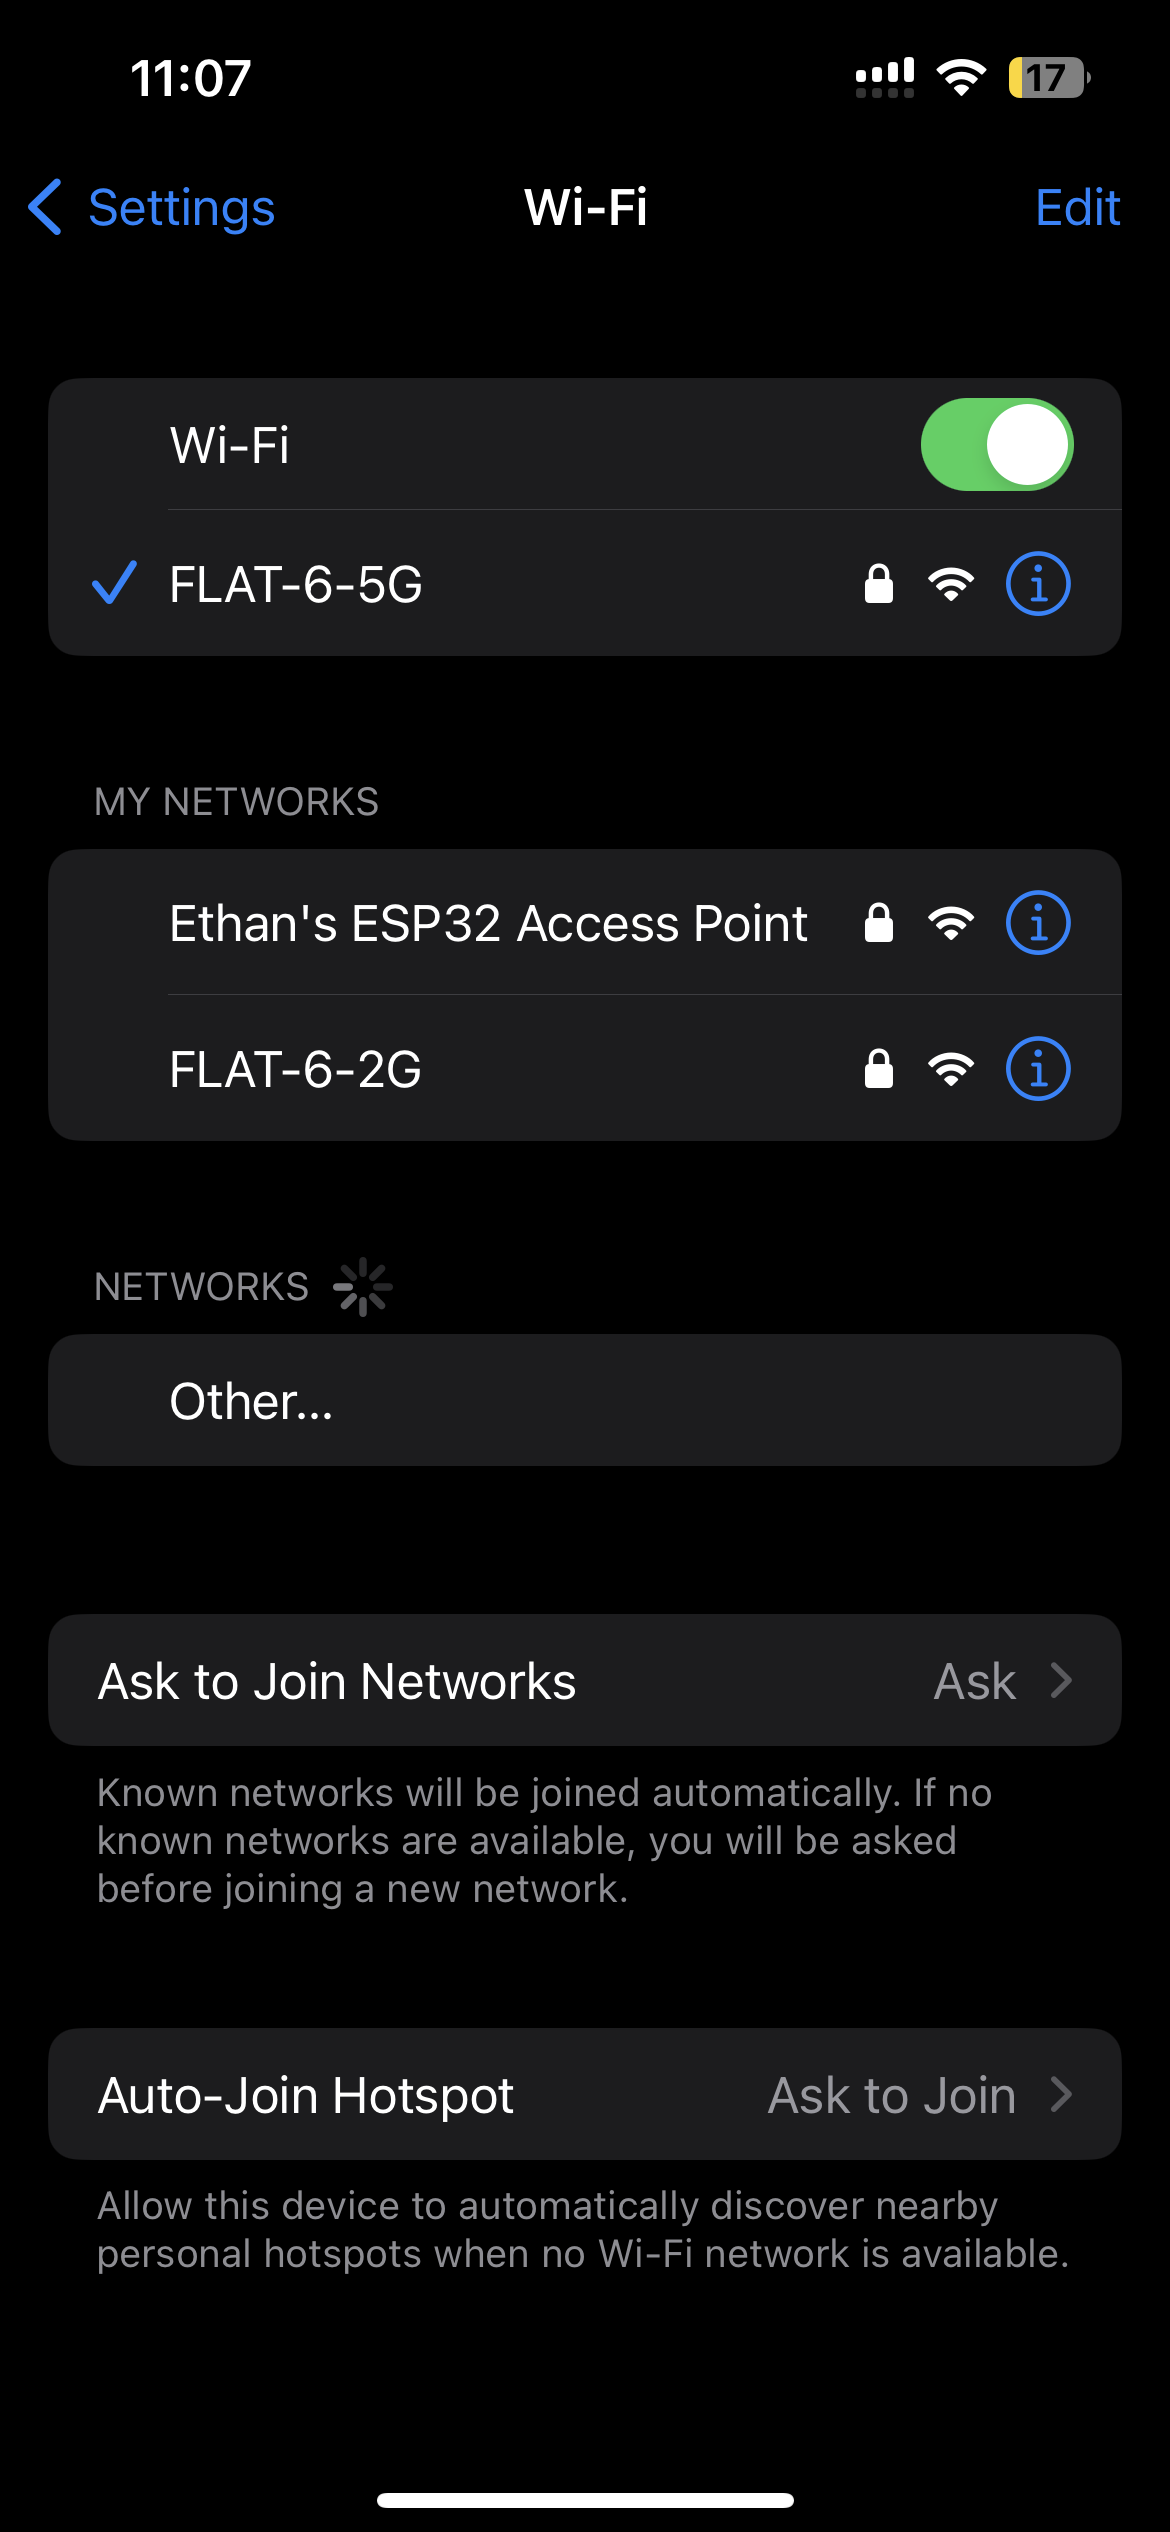 11:07
17
Settings
Wi-Fi
Edit
Wi-Fi
FLAT-6-5G
MY NETWORKS
Ethan's ESP32 Access Point
FLAT-6-2G
NETWORKS
Other...
Ask to Join Networks
Ask
Known networks will be joined automatically. If no
known networks are available, you will be asked
before joining a new network.
Auto-Join Hotspot
Ask to Join
Allow this device to automatically discover nearby
personal hotspots when no Wi-Fi network is available.